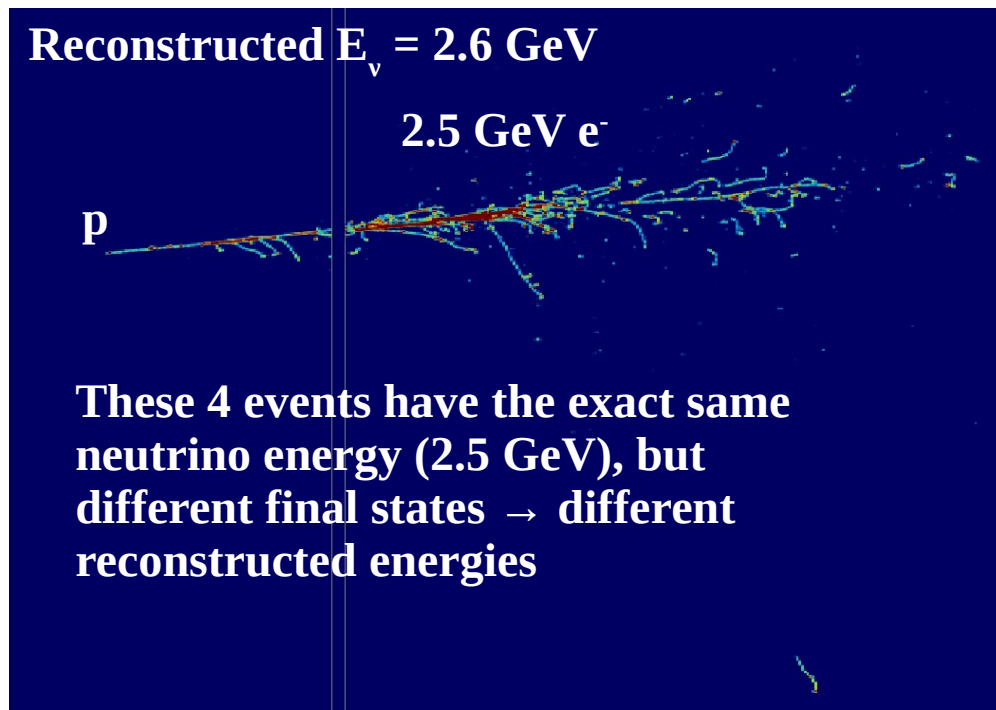 Reconstructed Eν = 2.6 GeV
2.5 GeV e-
p
These 4 events have the exact same
neutrino energy (2.5 GeV), but
different final states → different
reconstructed energies